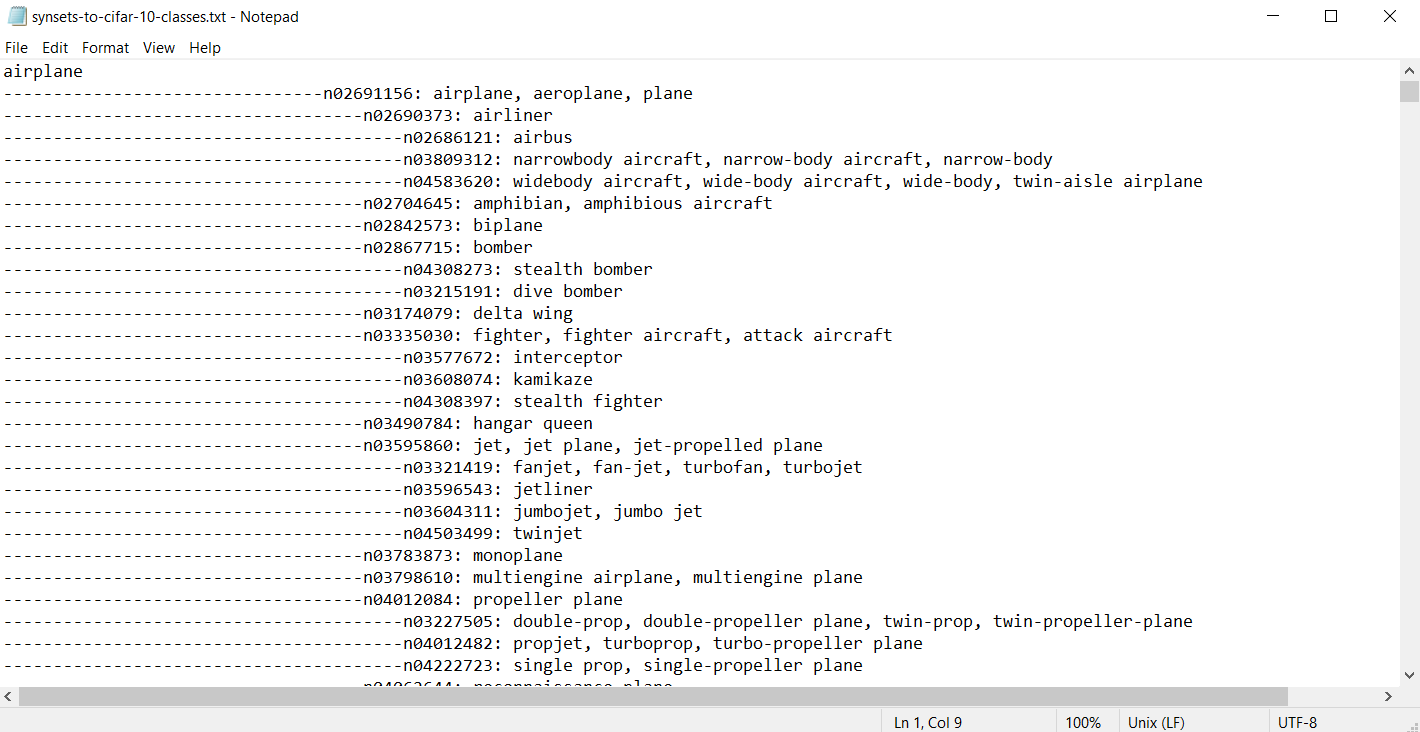 synsets-to-cifar-10-classes.txt - Notepad
File Edit Format View Help
airplane
--------------------------------n02691156: airplane, aeroplane, plane
------------------------------------n02690373: airliner
----------------------------------------n02686121: airbus
----------------------------------------n03809312: narrowbody aircraft, narrow-body aircraft, narrow-body
----------------------------------------n04583620: widebody aircraft, wide-body aircraft, wide-body, twin-aisle airplane
------------------------------------n02704645: amphibian, amphibious aircraft
------------------------------------n02842573: biplane
------------------------------------n02867715: bomber
----------------------------------------n04308273: stealth bomber
----------------------------------------n03215191: dive bomber
------------------------------------n03174079: delta wing
------------------------------------n03335030: fighter, fighter aircraft, attack aircraft
----------------------------------------n03577672: interceptor
----------------------------------------n03608074: kamikaze
----------------------------------------n04308397: stealth fighter
------------------------------------n03490784: hangar queen
------------------------------------n03595860: jet, jet plane, jet-propelled plane
----------------------------------------n03321419: fanjet, fan-jet, turbofan, turbojet
----------------------------------------n03596543: jetliner
----------------------------------------n03604311: jumbojet, jumbo jet
----------------------------------------n04503499: twinjet
------------------------------------n03783873: monoplane
------------------------------------n03798610: multiengine airplane, multiengine plane
------------------------------------n04012084: propeller plane
----------------------------------------n03227505: double-prop, double-propeller plane, twin-prop, twin-propeller-plane
----------------------------------------n04012482: propjet, turboprop, turbo-propeller plane
----------------------------------------n04222723: single prop, single-propeller plane
Ln 1, Col 9 100% Unix (LF) UTF-8